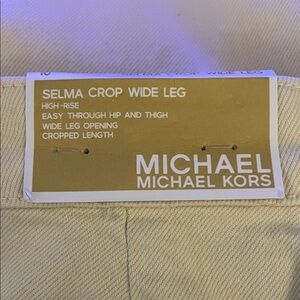 SELMA CROP WIDE LEG
HIGH-RISE
EASY THROUGH HIP AND THIGH
WIDE LEG OPENING
CROPPED LENGTH
MICHAEL
MICHAEL KORS